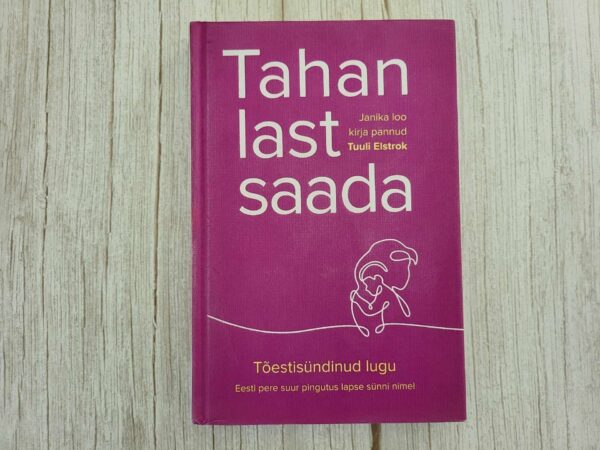 Tahan
last
saada
Janika loo
kirja pannud
Tuuli Elstrok
Tõestisündinud lugu
Eesti pere suur pingutus lapse sünni nimel